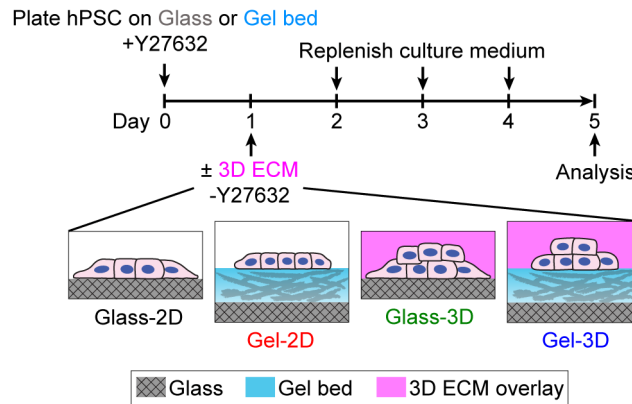 Plate hPSC on Glass or Gel bed
+Y27632
Replenish culture medium
Day 0 1 2 3 4 5
± 3D ECM
-Y27632
Analysis
Glass-2D
Gel-2D
Glass-3D
Gel-3D
Glass
Gel bed
3D ECM overlay